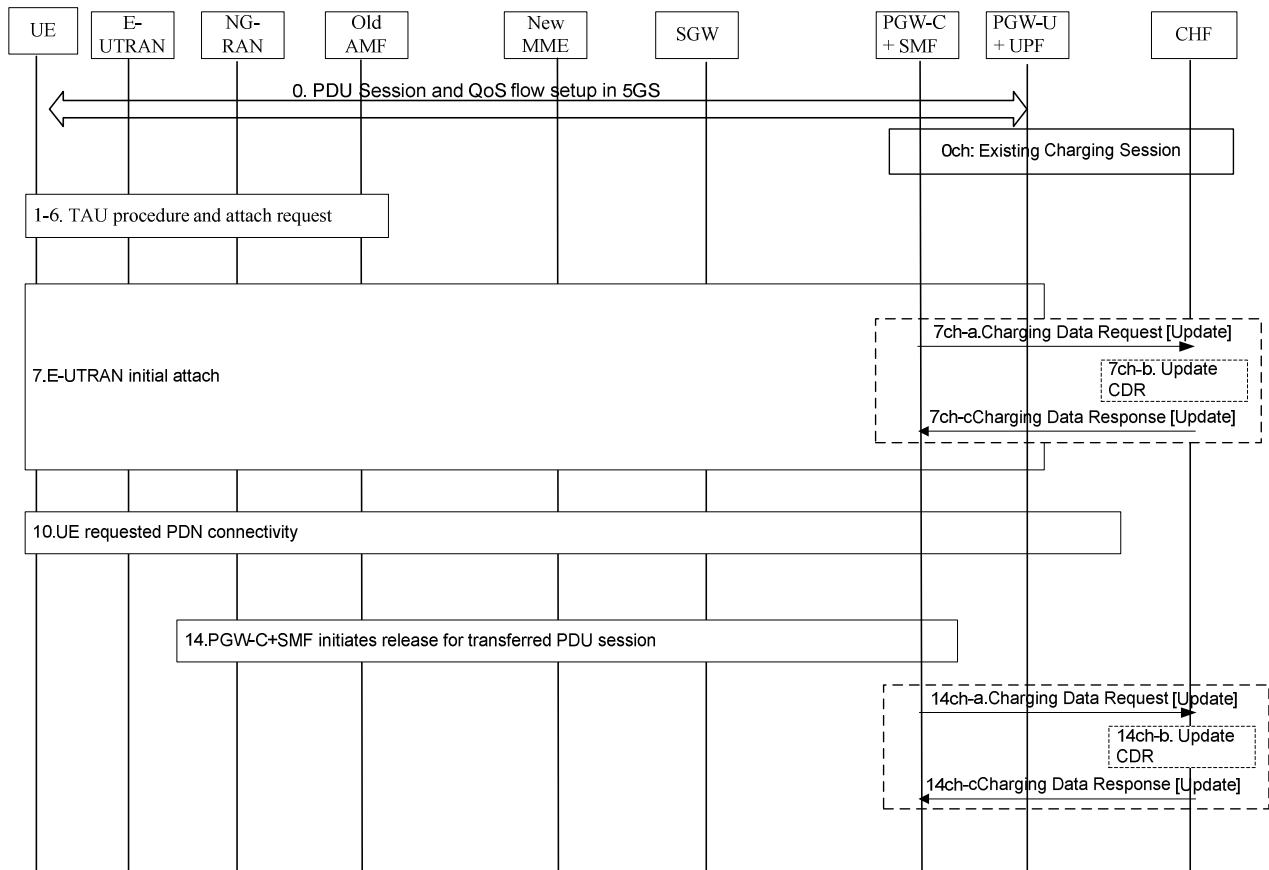 UE
E-
UTRAN
NG-
RAN
Old
AMF
New
MME
SGW
PGW-C
+ SMF
PGW-U
+ UPF
CHF
0. PDU Session and QoS flow setup in 5GS
0ch: Existing Charging Session
1-6. TAU procedure and attach request
7ch-a.Charging Data Request [Update]
7.E-UTRAN initial attach
7ch-b. Update
CDR
7ch-cCharging Data Response [Update]
10.UE requested PDN connectivity
14.PGW-C+SMF initiates release for transferred PDU session
14ch-a.Charging Data Request [Update]
14ch-b. Update
CDR
14ch-cCharging Data Response [Update]